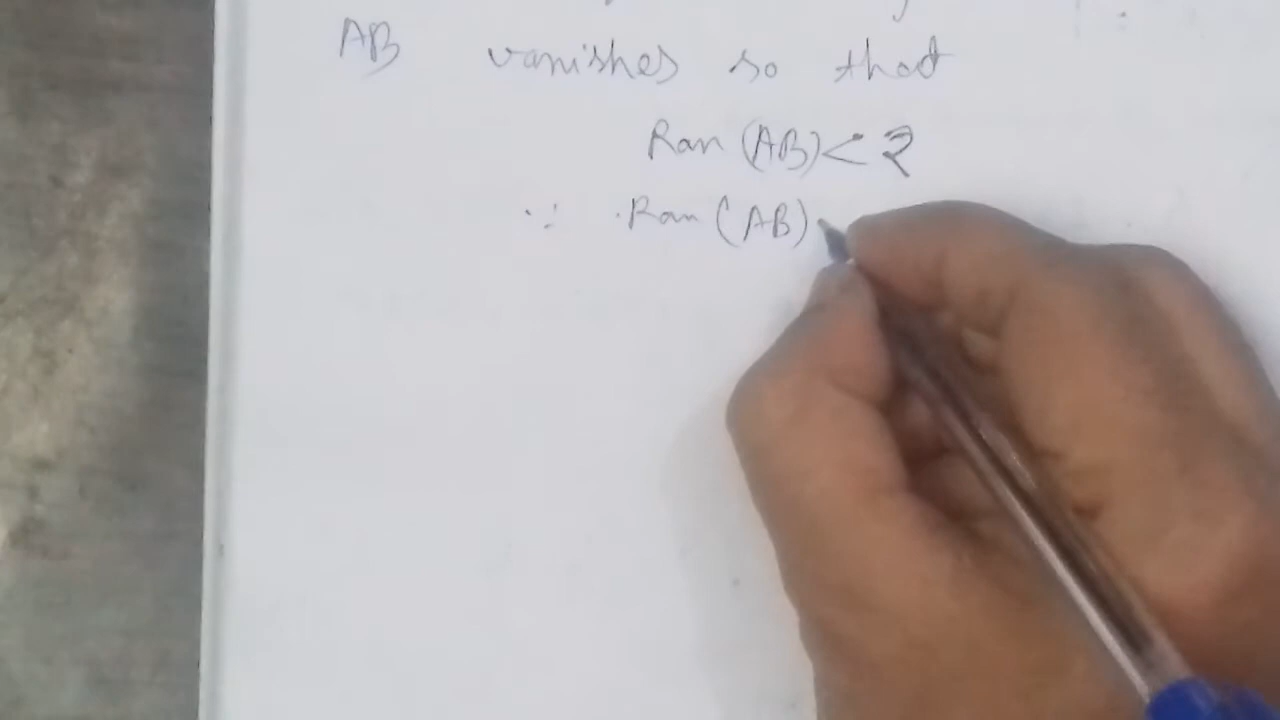 AB vanishes so that
Ran (AB) < 2
∵ Ran (AB)